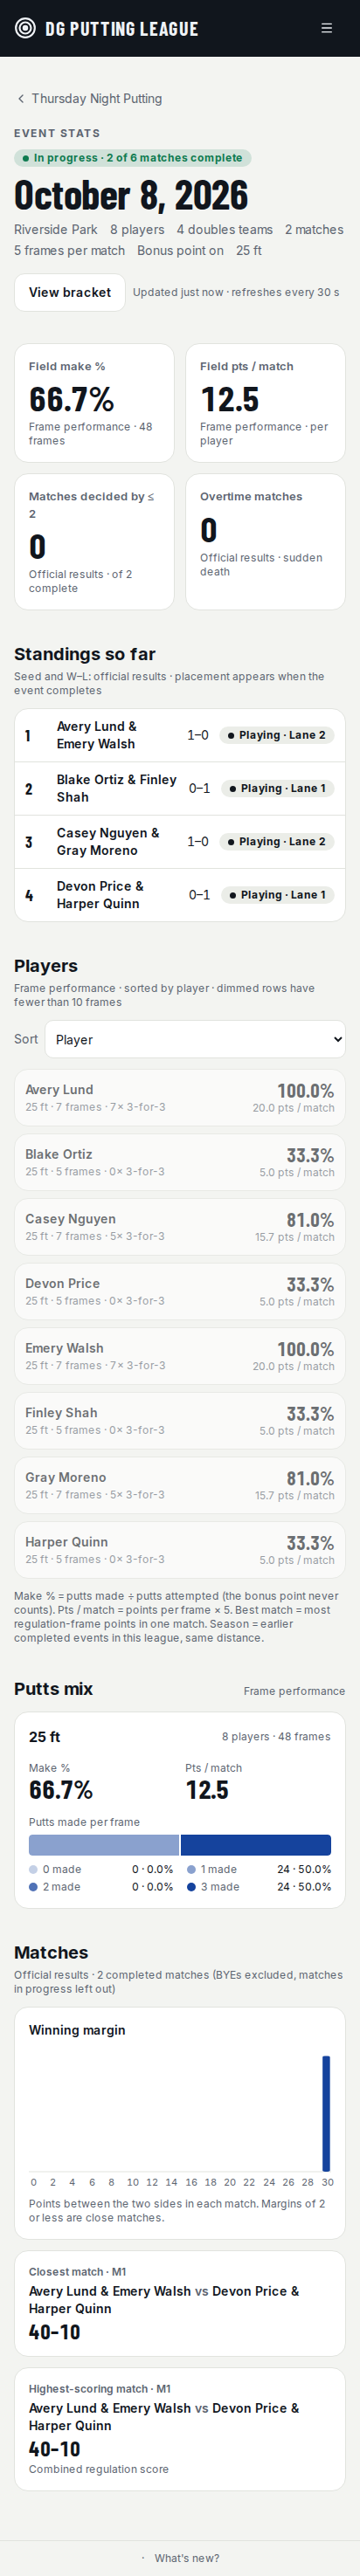 DG PUTTING LEAGUE
Thursday Night Putting
EVENT STATS
In progress · 2 of 6 matches complete
October 8, 2026
Riverside Park 8 players 4 doubles teams 2 matches
5 frames per match Bonus point on 25 ft
View bracket
Updated just now · refreshes every 30 s
Field make %
66.7%
Frame performance · 48
frames
Field pts / match
12.5
Frame performance · per
player
Matches decided by ≤
2
0
Official results · of 2
complete
Overtime matches
0
Official results · sudden
death
Standings so far
Seed and W–L: official results · placement appears when the
event completes
1 Avery Lund &
Emery Walsh 1–0 Playing · Lane 2
2 Blake Ortiz & Finley
Shah 0–1 Playing · Lane 1
3 Casey Nguyen &
Gray Moreno 1–0 Playing · Lane 2
4 Devon Price &
Harper Quinn 0–1 Playing · Lane 1
Players
Frame performance · sorted by player · dimmed rows have
fewer than 10 frames
Sort Player
Avery Lund 100.0%
25 ft · 7 frames · 7× 3-for-3 20.0 pts / match
Blake Ortiz 33.3%
25 ft · 5 frames · 0× 3-for-3 5.0 pts / match
Casey Nguyen 81.0%
25 ft · 7 frames · 5× 3-for-3 15.7 pts / match
Devon Price 33.3%
25 ft · 5 frames · 0× 3-for-3 5.0 pts / match
Emery Walsh 100.0%
25 ft · 7 frames · 7× 3-for-3 20.0 pts / match
Finley Shah 33.3%
25 ft · 5 frames · 0× 3-for-3 5.0 pts / match
Gray Moreno 81.0%
25 ft · 7 frames · 5× 3-for-3 15.7 pts / match
Harper Quinn 33.3%
25 ft · 5 frames · 0× 3-for-3 5.0 pts / match
Make % = putts made ÷ putts attempted (the bonus point never
counts). Pts / match = points per frame × 5. Best match = most
regulation-frame points in one match. Season = earlier
completed events in this league, same distance.
Putts mix Frame performance
25 ft 8 players · 48 frames
Make % Pts / match
66.7% 12.5
Putts made per frame
0 made 0 · 0.0% 1 made 24 · 50.0%
2 made 0 · 0.0% 3 made 24 · 50.0%
Matches
Official results · 2 completed matches (BYEs excluded, matches
in progress left out)
Winning margin
0 2 4 6 8 10 12 14 16 18 20 22 24 26 28 30
Points between the two sides in each match. Margins of 2
or less are close matches.
Closest match · M1
Avery Lund & Emery Walsh vs Devon Price &
Harper Quinn
40–10
Highest-scoring match · M1
Avery Lund & Emery Walsh vs Devon Price &
Harper Quinn
40–10
Combined regulation score
· What's new?